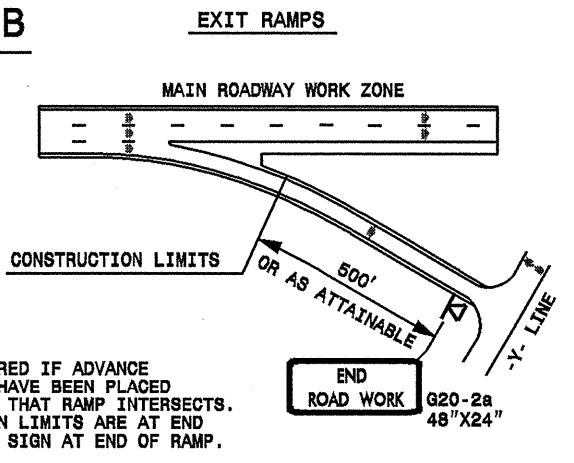 B
EXIT RAMPS
MAIN ROADWAY WORK ZONE
CONSTRUCTION LIMITS
500'
OR AS ATTAINABLE
-Y- LINE
END
ROAD WORK
G20-2a
48"X24"
RED IF ADVANCE
HAVE BEEN PLACED
THAT RAMP INTERSECTS.
N LIMITS ARE AT END
SIGN AT END OF RAMP.